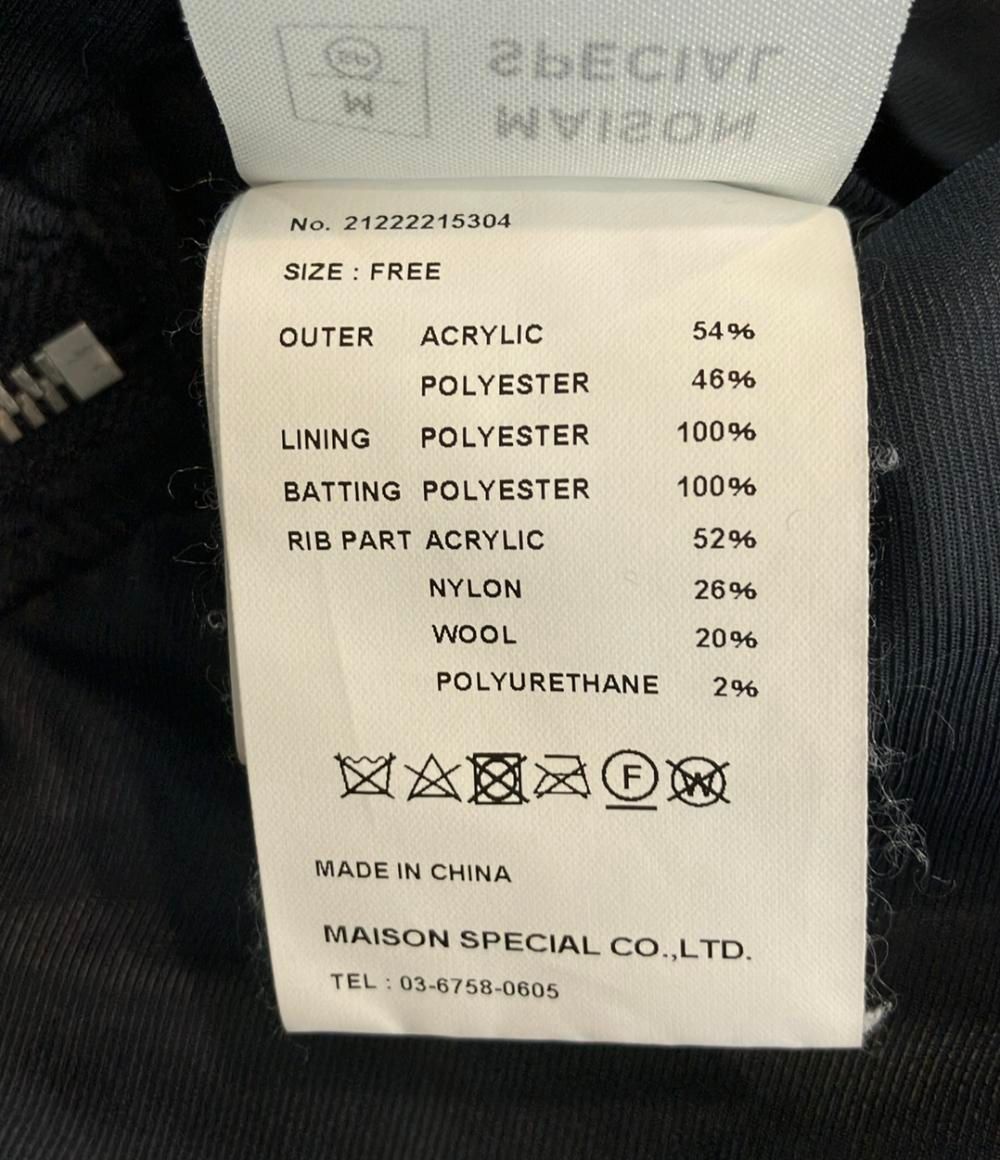 SPECIAL
MAISON
No. 21222215304
SIZE : FREE
OUTER ACRYLIC 54%
POLYESTER 46%
LINING POLYESTER 100%
BATTING POLYESTER 100%
RIB PART ACRYLIC 52%
NYLON 26%
WOOL 20%
POLYURETHANE 2%
F W
MADE IN CHINA
MAISON SPECIAL CO.,LTD.
TEL : 03-6758-0605